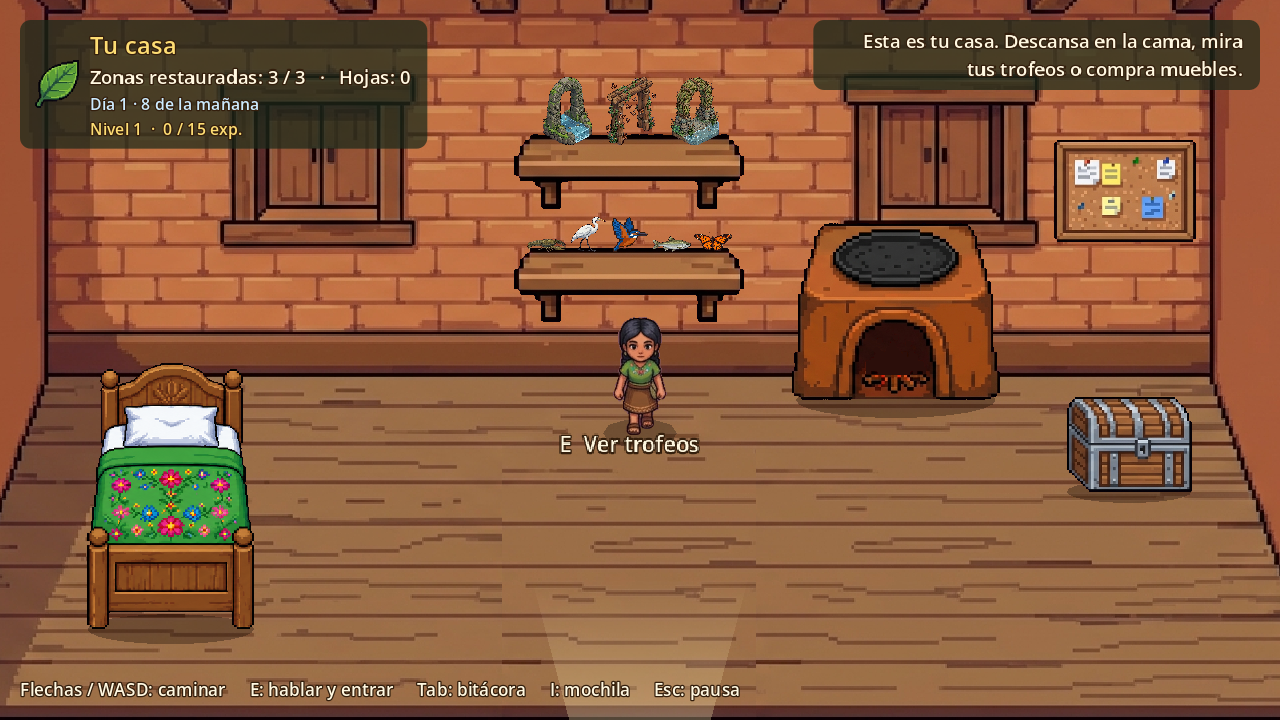 Tu casa
Zonas restauradas: 3 / 3 · Hojas: 0
Día 1 · 8 de la mañana
Nivel 1 · 0 / 15 exp.
Esta es tu casa. Descansa en la cama, mira
tus trofeos o compra muebles.
E Ver trofeos
Flechas / WASD: caminar E: hablar y entrar Tab: bitácora I: mochila Esc: pausa